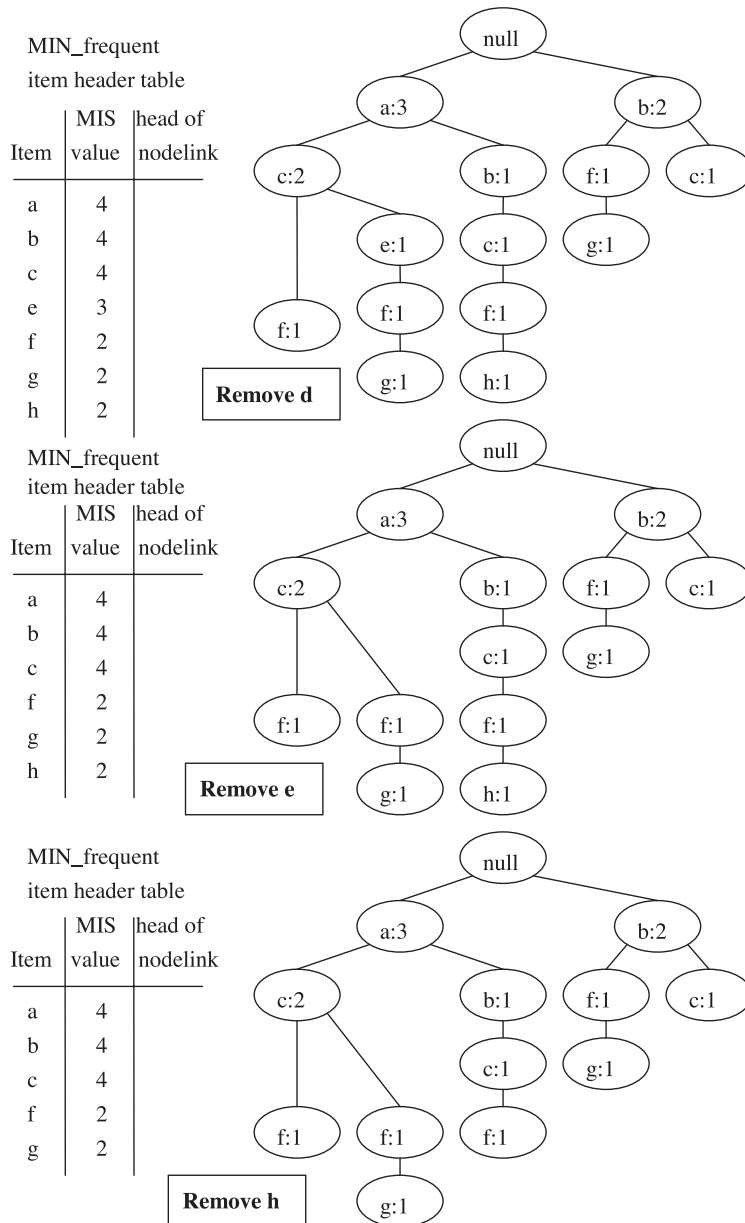 MIN_frequent
item header table
MIS head of
Item value nodelink
a 4
b 4
c 4
e 3
f 2
g 2
h 2
null
a:3 b:2
c:2 b:1 f:1 c:1
e:1 c:1 g:1
f:1 f:1 f:1
g:1 h:1
Remove d
MIN_frequent
item header table
MIS head of
Item value nodelink
a 4
b 4
c 4
f 2
g 2
h 2
null
a:3 b:2
c:2 b:1 f:1 c:1
c:1 g:1
f:1 f:1 f:1
g:1 h:1
Remove e
MIN_frequent
item header table
MIS head of
Item value nodelink
a 4
b 4
c 4
f 2
g 2
null
a:3 b:2
c:2 b:1 f:1 c:1
c:1 g:1
f:1 f:1 f:1
g:1
Remove h